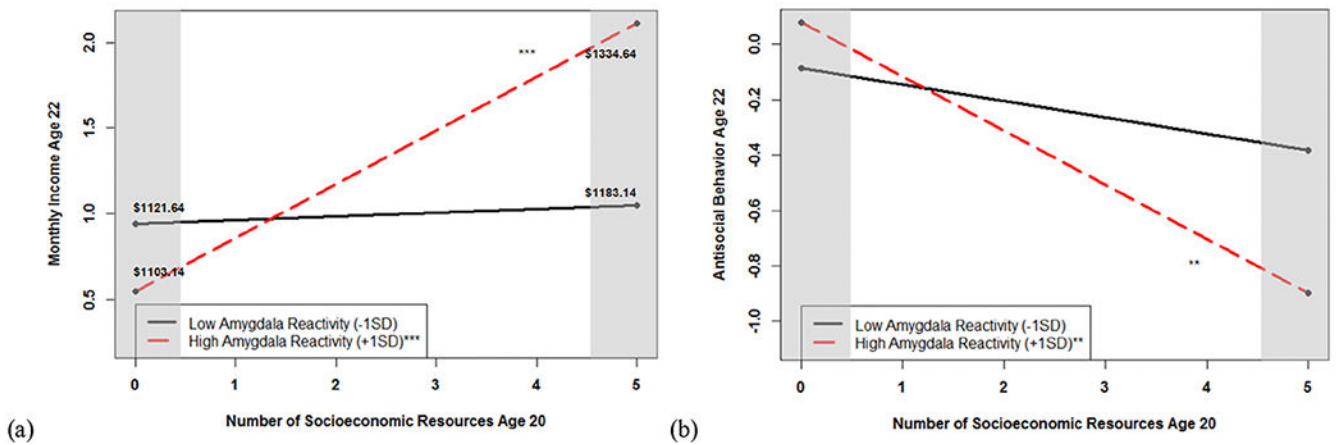 Monthly Income Age 22
2.0
1.5
1.0
0.5
***
$1334.64
$1121.64
$1183.14
$1103.14
Low Amygdala Reactivity (-1SD)
High Amygdala Reactivity (+1SD)***
0 1 2 3 4 5
Number of Socioeconomic Resources Age 20
(a)
Antisocial Behavior Age 22
0.0
-0.2
-0.4
-0.6
-0.8
-1.0
**
Low Amygdala Reactivity (-1SD)
High Amygdala Reactivity (+1SD)**
0 1 2 3 4 5
Number of Socioeconomic Resources Age 20
(b)